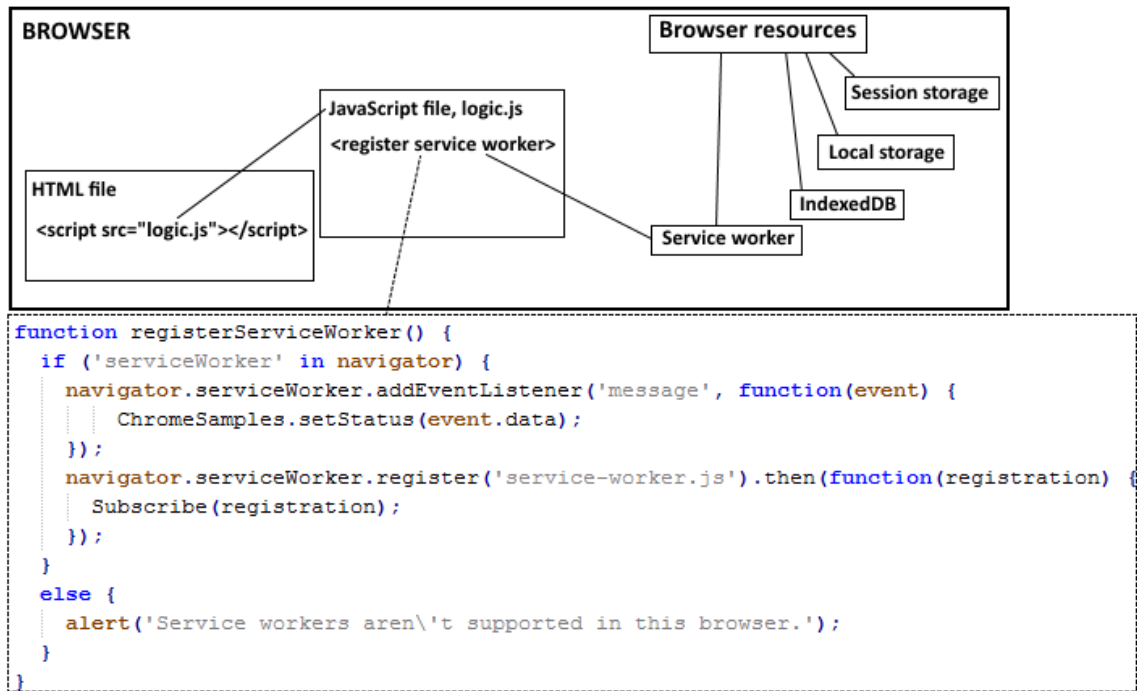 BROWSER
Browser resources
Session storage
JavaScript file, logic.js
<register service worker>
Local storage
HTML file
<script src="logic.js"></script>
IndexedDB
Service worker
function registerServiceWorker() {
  if ('serviceWorker' in navigator) {
    navigator.serviceWorker.addEventListener('message', function(event) {
        ChromeSamples.setStatus(event.data);
    });
    navigator.serviceWorker.register('service-worker.js').then(function(registration) {
      Subscribe(registration);
    });
  }
  else {
    alert('Service workers aren\'t supported in this browser.');
  }
}